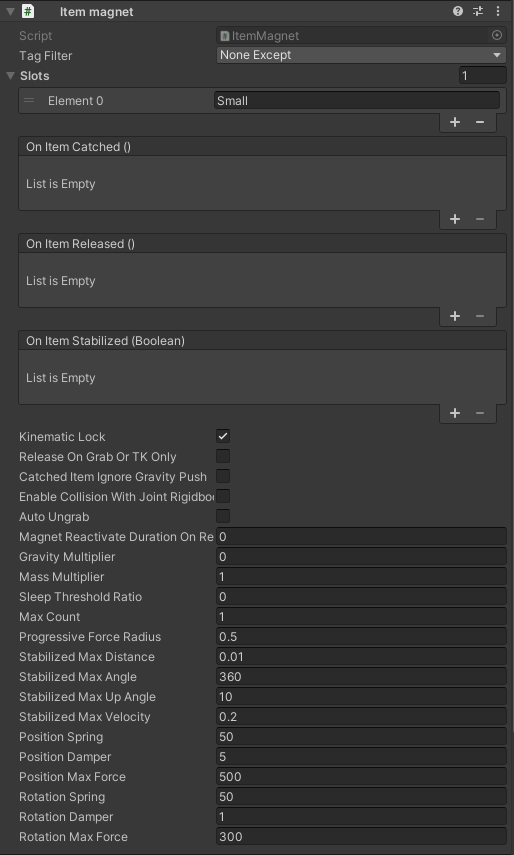 # Item magnet
Script # ItemMagnet
Tag Filter None Except
Slots 1
Element 0 Small
+ −
On Item Catched ()
List is Empty
+ −
On Item Released ()
List is Empty
+ −
On Item Stabilized (Boolean)
List is Empty
+ −
Kinematic Lock
Release On Grab Or TK Only
Catched Item Ignore Gravity Push
Enable Collision With Joint Rigidbo
Auto Ungrab
Magnet Reactivate Duration On Re 0
Gravity Multiplier 0
Mass Multiplier 1
Sleep Threshold Ratio 0
Max Count 1
Progressive Force Radius 0.5
Stabilized Max Distance 0.01
Stabilized Max Angle 360
Stabilized Max Up Angle 10
Stabilized Max Velocity 0.2
Position Spring 50
Position Damper 5
Position Max Force 500
Rotation Spring 50
Rotation Damper 1
Rotation Max Force 300